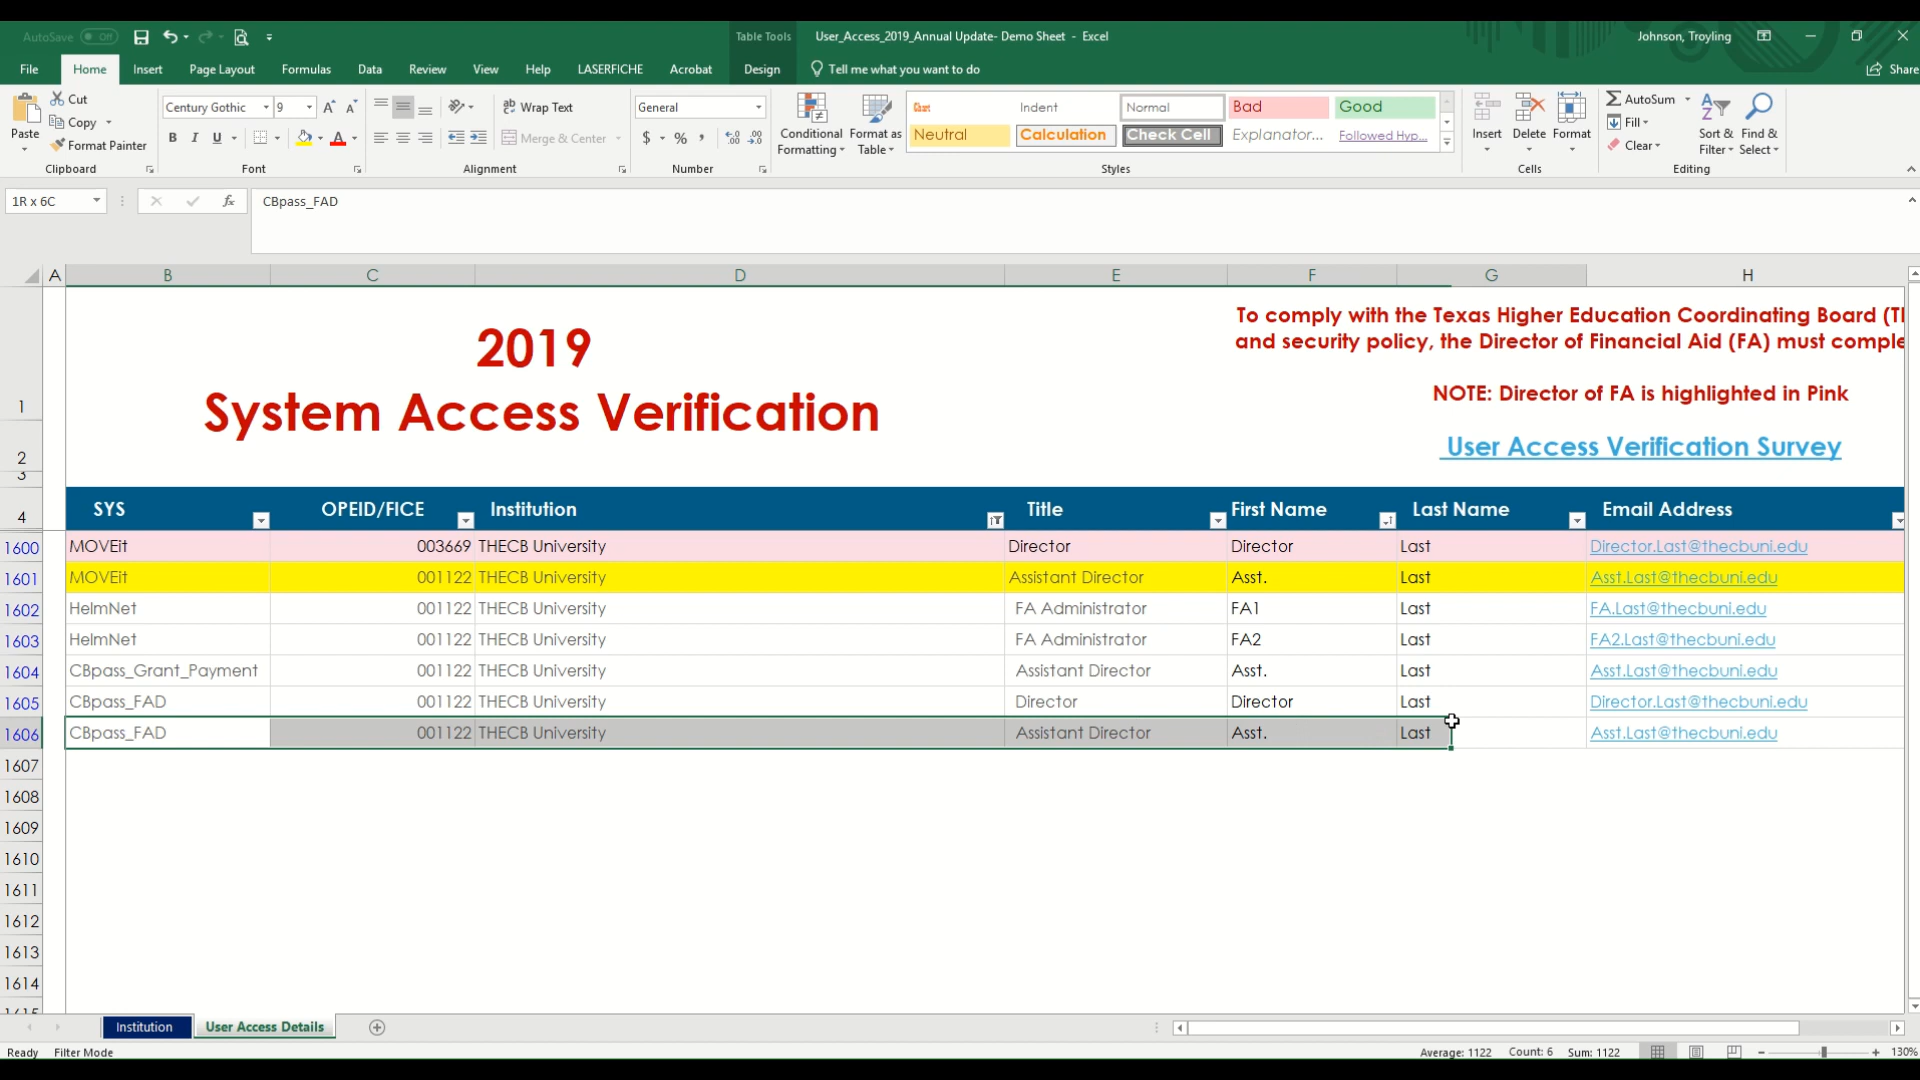 AutoSave Off
Table Tools
User_Access_2019_Annual Update- Demo Sheet - Excel
Johnson, Troyling
File Home Insert Page Layout Formulas Data Review View Help LASERFICHE Acrobat Design Tell me what you want to do Share
Paste
Cut
Copy
Format Painter
Clipboard
Century Gothic 9
B I U
Font
Wrap Text
Merge & Center
Alignment
General
$ % ,
Number
Conditional Formatting
Format as Table
Indent Normal Bad Good
Neutral Calculation Check Cell Explanator... Followed Hyp...
Styles
Insert Delete Format
Cells
AutoSum
Fill
Clear
Sort & Filter
Find & Select
Editing
1R x 6C fx CBpass_FAD
A B C D E F G H
2019
System Access Verification
To comply with the Texas Higher Education Coordinating Board (T
and security policy, the Director of Financial Aid (FA) must comple
NOTE: Director of FA is highlighted in Pink
User Access Verification Survey
1
2
3
4 SYS OPEID/FICE Institution Title First Name Last Name Email Address
1600 MOVEit 003669 THECB University Director Director Last Director.Last@thecbuni.edu
1601 MOVEit 001122 THECB University Assistant Director Asst. Last Asst.Last@thecbuni.edu
1602 HelmNet 001122 THECB University FA Administrator FA1 Last FA.Last@thecbuni.edu
1603 HelmNet 001122 THECB University FA Administrator FA2 Last FA2.Last@thecbuni.edu
1604 CBpass_Grant_Payment 001122 THECB University Assistant Director Asst. Last Asst.Last@thecbuni.edu
1605 CBpass_FAD 001122 THECB University Director Director Last Director.Last@thecbuni.edu
1606 CBpass_FAD 001122 THECB University Assistant Director Asst. Last Asst.Last@thecbuni.edu
1607
1608
1609
1610
1611
1612
1613
1614
1615
Institution User Access Details
Ready Filter Mode Average: 1122 Count: 6 Sum: 1122 130%